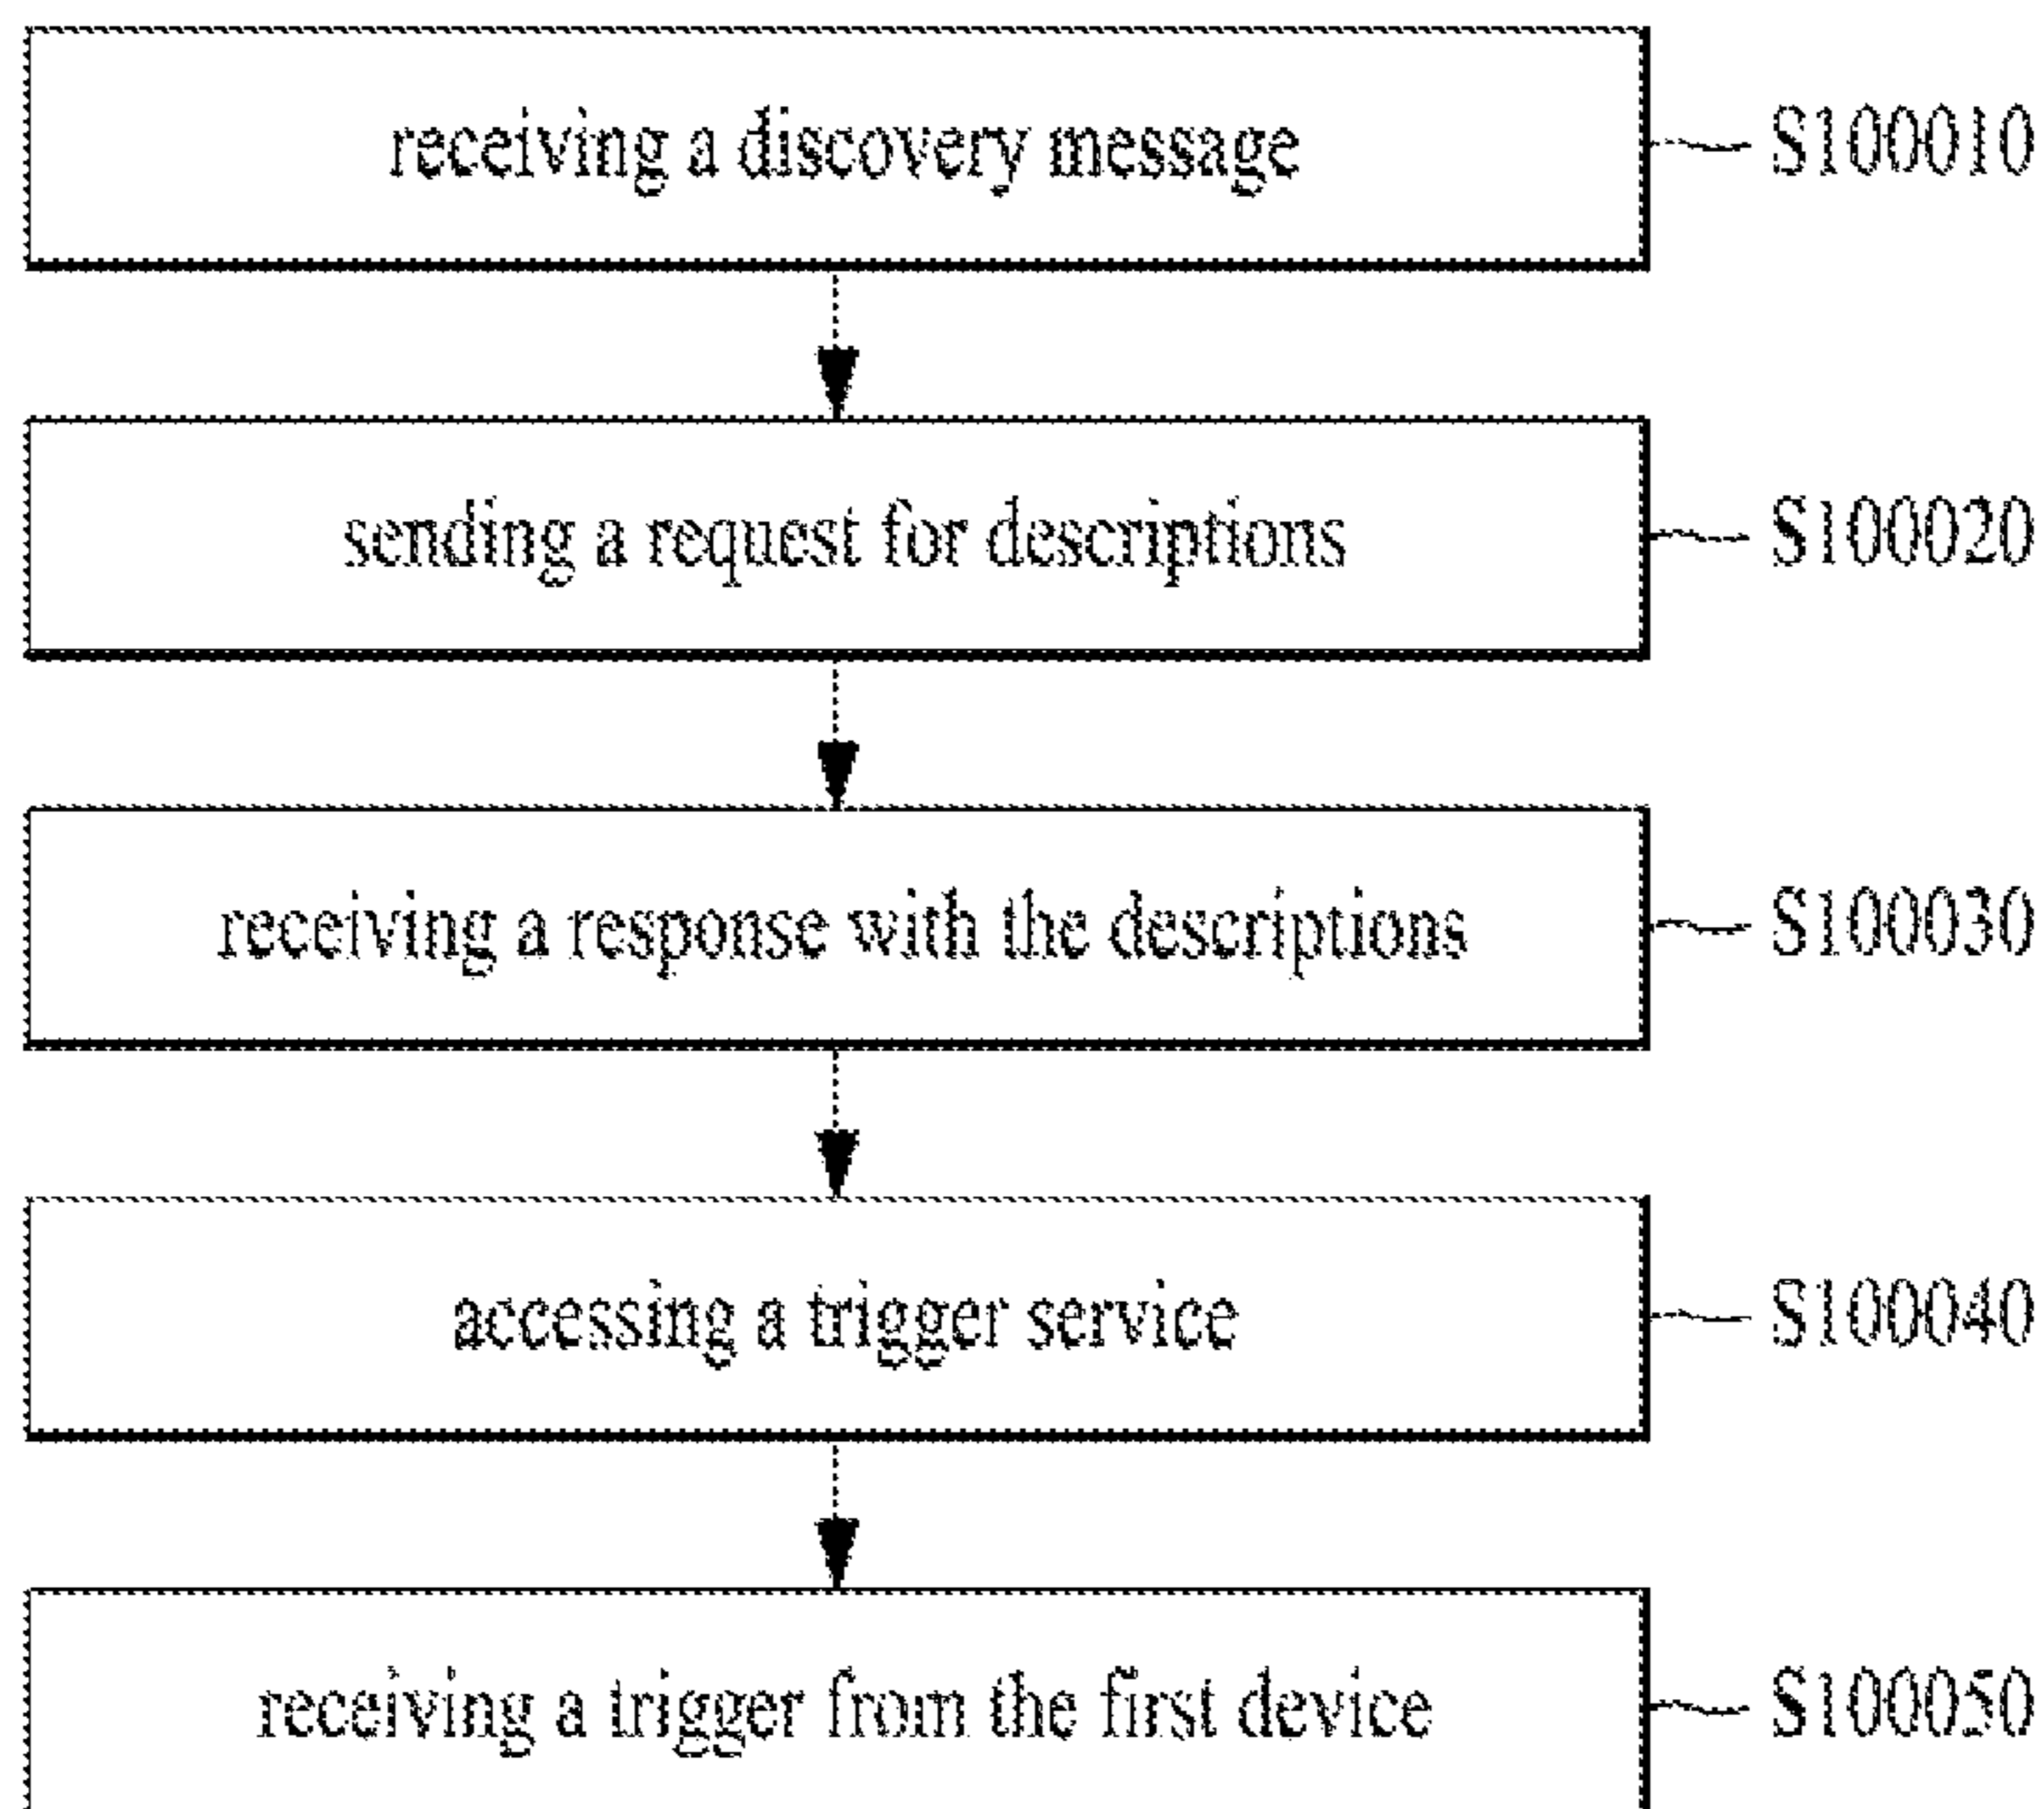 receiving a discovery message S100010
sending a request for descriptions S100020
receiving a response with the descriptions S100030
accessing a trigger service S100040
receiving a trigger from the first device S100050